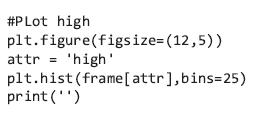 #PLot high
plt.figure(figsize=(12,5))
attr = 'high'
plt.hist(frame[attr],bins=25)
print('')